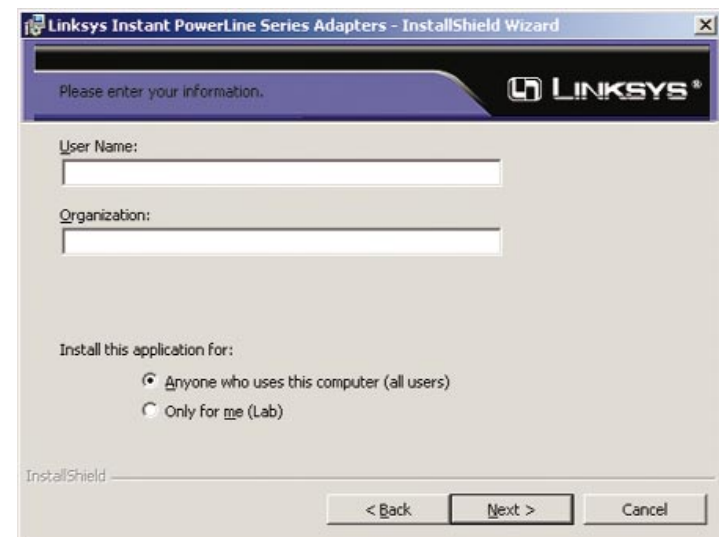 Linksys Instant PowerLine Series Adapters - InstallShield Wizard
Please enter your information.
LINKSYS®
User Name:
Organization:
Install this application for:
Anyone who uses this computer (all users)
Only for me (Lab)
InstallShield
< Back
Next >
Cancel